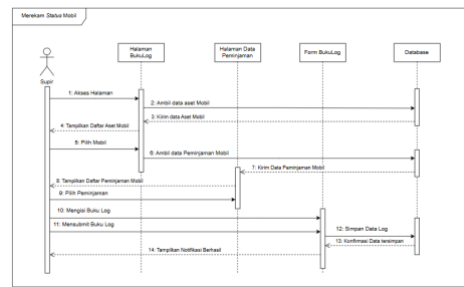 Merekam Status Mobil
Halaman
BukuLog
Halaman Data
Peminjaman
Form BukuLog
Database
Supir
1: Akses Halaman
2: Ambil data aset Mobil
3: Kirim data Aset Mobil
4: Tampilkan Daftar Aset Mobil
5: Pilih Mobil
6: Ambil data Peminjaman Mobil
7: Kirim Data Peminjaman Mobil
8: Tampilkan Daftar Peminjaman Mobil
9: Pilih Peminjaman
10: Mengisi Buku Log
11: Mensubmit Buku Log
12: Simpan Data Log
13: Konfirmasi Data tersimpan
14: Tampilkan Notifikasi Berhasil